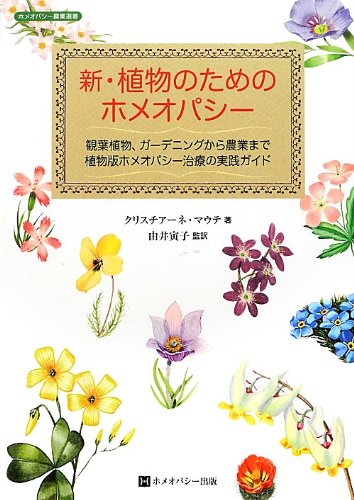 ホメオパシー農業選書
新・植物のための
ホメオパシー
観葉植物、ガーデニングから農業まで
植物版ホメオパシー治療の実践ガイド
クリスチアーネ・マウテ 著
由井寅子 監訳
ホメオパシー出版